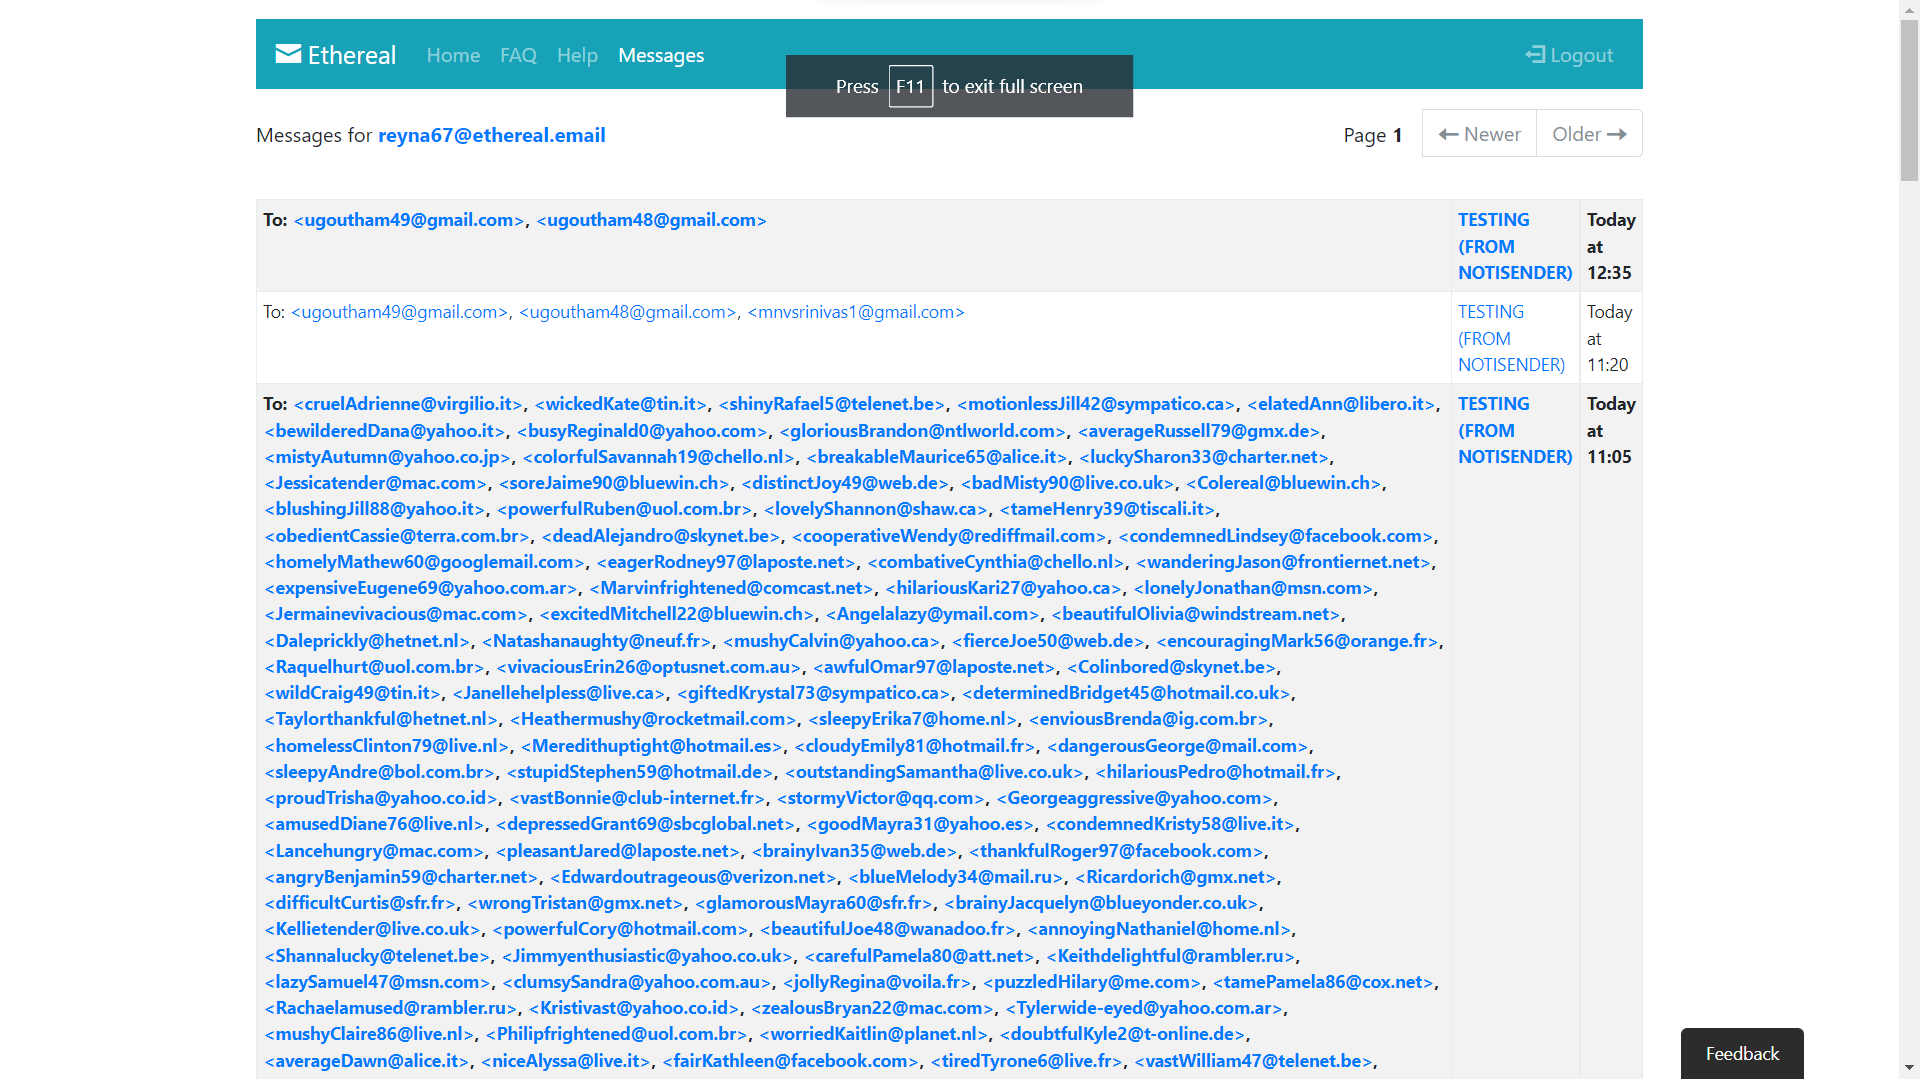 Ethereal Home FAQ Help Messages Logout
Press F11 to exit full screen
Messages for reyna67@ethereal.email Page 1 Newer Older
To: <ugoutham49@gmail.com>, <ugoutham48@gmail.com>
TESTING
(FROM
NOTISENDER)
Today
at
12:35
To: <ugoutham49@gmail.com>, <ugoutham48@gmail.com>, <mnvsrinivas1@gmail.com>
TESTING
(FROM
NOTISENDER)
Today
at
11:20
To: <cruelAdrienne@virgilio.it>, <wickedKate@tin.it>, <shinyRafael5@telenet.be>, <motionlessJill42@sympatico.ca>, <elatedAnn@libero.it>,
<bewilderedDana@yahoo.it>, <busyReginald0@yahoo.com>, <gloriousBrandon@ntlworld.com>, <averageRussell79@gmx.de>,
<mistyAutumn@yahoo.co.jp>, <colorfulSavannah19@chello.nl>, <breakableMaurice65@alice.it>, <luckySharon33@charter.net>,
<Jessicatender@mac.com>, <soreJaime90@bluewin.ch>, <distinctJoy49@web.de>, <badMisty90@live.co.uk>, <Colereal@bluewin.ch>,
<blushingJill88@yahoo.it>, <powerfulRuben@uol.com.br>, <lovelyShannon@shaw.ca>, <tameHenry39@tiscali.it>,
<obedientCassie@terra.com.br>, <deadAlejandro@skynet.be>, <cooperativeWendy@rediffmail.com>, <condemnedLindsey@facebook.com>,
<homelyMathew60@googlemail.com>, <eagerRodney97@laposte.net>, <combativeCynthia@chello.nl>, <wanderingJason@frontiernet.net>,
<expensiveEugene69@yahoo.com.ar>, <Marvinfrightened@comcast.net>, <hilariousKari27@yahoo.ca>, <lonelyJonathan@msn.com>,
<Jermainevivacious@mac.com>, <excitedMitchell22@bluewin.ch>, <Angelalazy@ymail.com>, <beautifulOlivia@windstream.net>,
<Daleprickly@hetnet.nl>, <Natashanaughty@neuf.fr>, <mushyCalvin@yahoo.ca>, <fierceJoe50@web.de>, <encouragingMark56@orange.fr>,
<Raquelhurt@uol.com.br>, <vivaciousErin26@optusnet.com.au>, <awfulOmar97@laposte.net>, <Colinbored@skynet.be>,
<wildCraig49@tin.it>, <Janellehelpless@live.ca>, <giftedKrystal73@sympatico.ca>, <determinedBridget45@hotmail.co.uk>,
<Taylorthankful@hetnet.nl>, <Heathermushy@rocketmail.com>, <sleepyErika7@home.nl>, <enviousBrenda@ig.com.br>,
<homelessClinton79@live.nl>, <Meredithuptight@hotmail.es>, <cloudyEmily81@hotmail.fr>, <dangerousGeorge@mail.com>,
<sleepyAndre@bol.com.br>, <stupidStephen59@hotmail.de>, <outstandingSamantha@live.co.uk>, <hilariousPedro@hotmail.fr>,
<proudTrisha@yahoo.co.id>, <vastBonnie@club-internet.fr>, <stormyVictor@qq.com>, <Georgeaggressive@yahoo.com>,
<amusedDiane76@live.nl>, <depressedGrant69@sbcglobal.net>, <goodMayra31@yahoo.es>, <condemnedKristy58@live.it>,
<Lancehungry@mac.com>, <pleasantJared@laposte.net>, <brainyIvan35@web.de>, <thankfulRoger97@facebook.com>,
<angryBenjamin59@charter.net>, <Edwardoutrageous@verizon.net>, <blueMelody34@mail.ru>, <Ricardorich@gmx.net>,
<difficultCurtis@sfr.fr>, <wrongTristan@gmx.net>, <glamorousMayra60@sfr.fr>, <brainyJacquelyn@blueyonder.co.uk>,
<Kellietender@live.co.uk>, <powerfulCory@hotmail.com>, <beautifulJoe48@wanadoo.fr>, <annoyingNathaniel@home.nl>,
<Shannalucky@telenet.be>, <Jimmyenthusiastic@yahoo.co.uk>, <carefulPamela80@att.net>, <Keithdelightful@rambler.ru>,
<lazySamuel47@msn.com>, <clumsySandra@yahoo.com.au>, <jollyRegina@voila.fr>, <puzzledHilary@me.com>, <tamePamela86@cox.net>,
<Rachaelamused@rambler.ru>, <Kristivast@yahoo.co.id>, <zealousBryan22@mac.com>, <Tylerwide-eyed@yahoo.com.ar>,
<mushyClaire86@live.nl>, <Philipfrightened@uol.com.br>, <worriedKaitlin@planet.nl>, <doubtfulKyle2@t-online.de>,
<averageDawn@alice.it>, <niceAlyssa@live.it>, <fairKathleen@facebook.com>, <tiredTyrone6@live.fr>, <vastWilliam47@telenet.be>,
TESTING
(FROM
NOTISENDER)
Today
at
11:05
Feedback